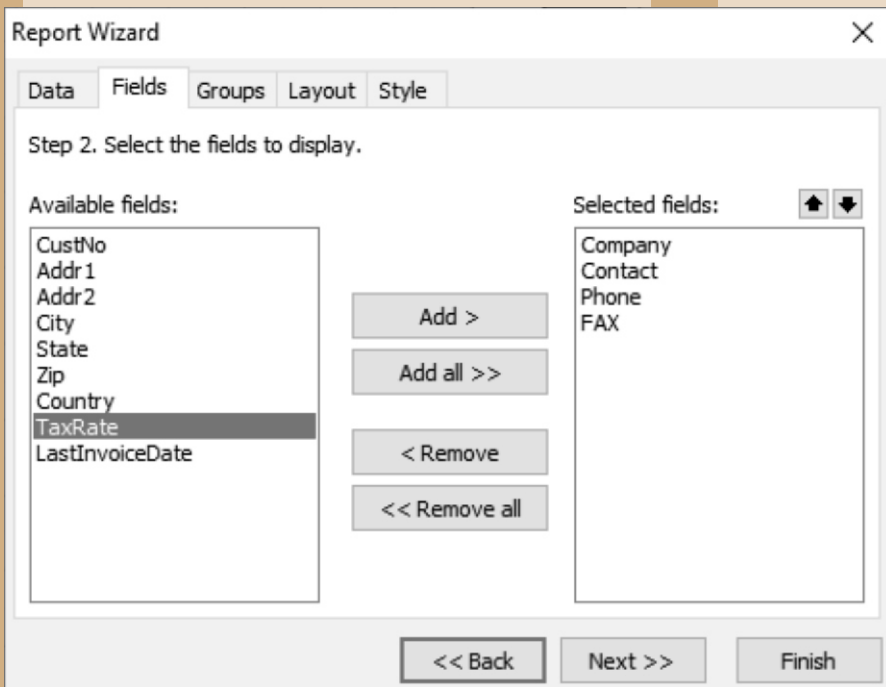 Report Wizard
Data Fields Groups Layout Style
Step 2. Select the fields to display.
Available fields:
CustNo
Addr1
Addr2
City
State
Zip
Country
TaxRate
LastInvoiceDate
Add >
Add all >>
< Remove
<< Remove all
Selected fields:
Company
Contact
Phone
FAX
<< Back Next >> Finish